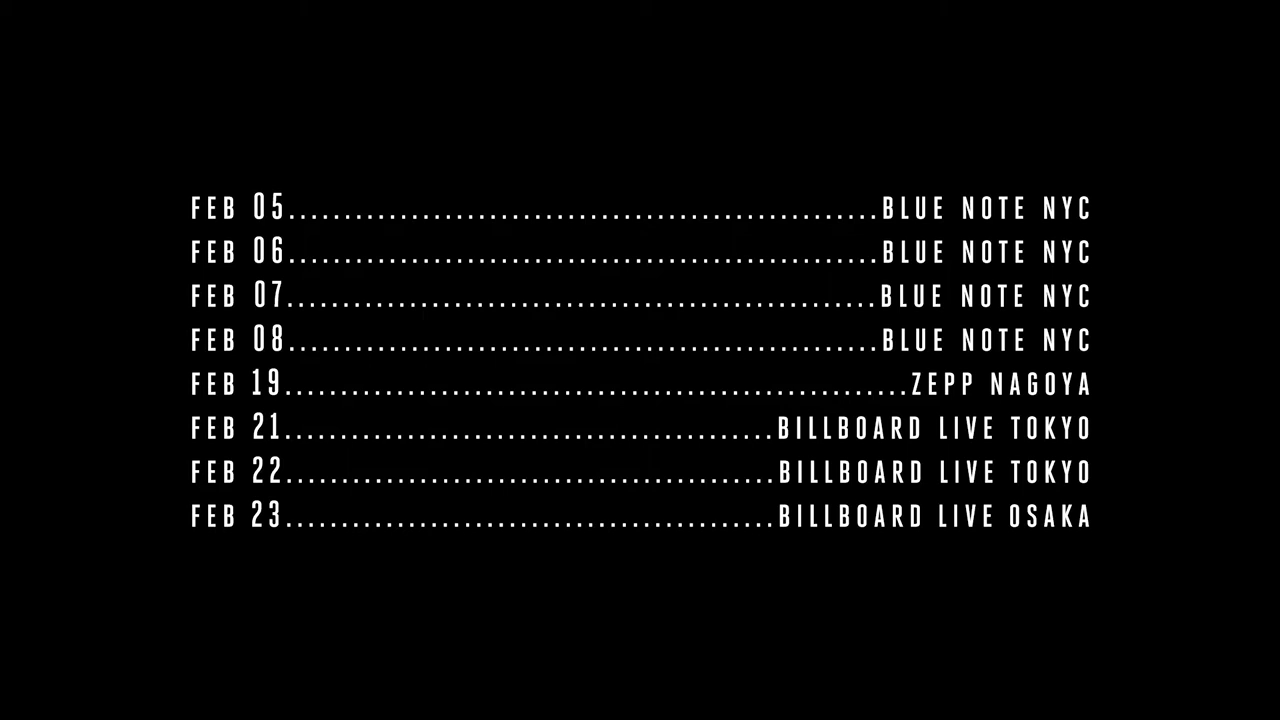 FEB 05...............................................................BLUE NOTE NYC
FEB 06...............................................................BLUE NOTE NYC
FEB 07...............................................................BLUE NOTE NYC
FEB 08...............................................................BLUE NOTE NYC
FEB 19..................................................................ZEPP NAGOYA
FEB 21....................................................BILLBOARD LIVE TOKYO
FEB 22....................................................BILLBOARD LIVE TOKYO
FEB 23....................................................BILLBOARD LIVE OSAKA